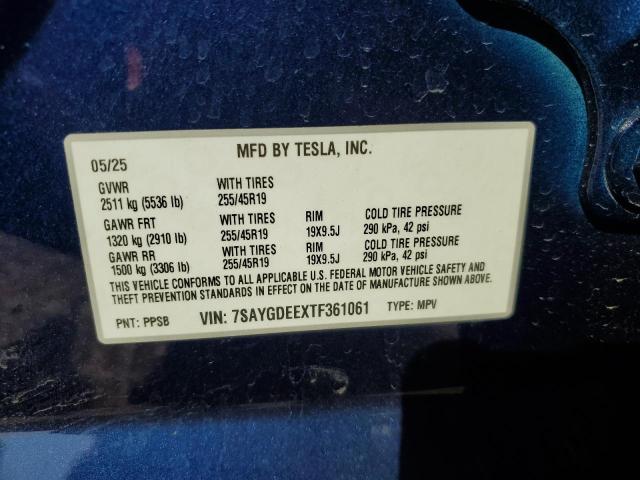 05/25 MFD BY TESLA, INC.
GVWR WITH TIRES
2511 kg (5536 lb) 255/45R19
GAWR FRT WITH TIRES RIM COLD TIRE PRESSURE
1320 kg (2910 lb) 255/45R19 19X9.5J 290 kPa, 42 psi
GAWR RR WITH TIRES RIM COLD TIRE PRESSURE
1500 kg (3306 lb) 255/45R19 19X9.5J 290 kPa, 42 psi
THIS VEHICLE CONFORMS TO ALL APPLICABLE U.S. FEDERAL MOTOR VEHICLE SAFETY AND
THEFT PREVENTION STANDARDS IN EFFECT ON THE DATE OF MANUFACTURE SHOWN ABOVE.
PNT: PPSB VIN: 7SAYGDEEXTF361061 TYPE: MPV